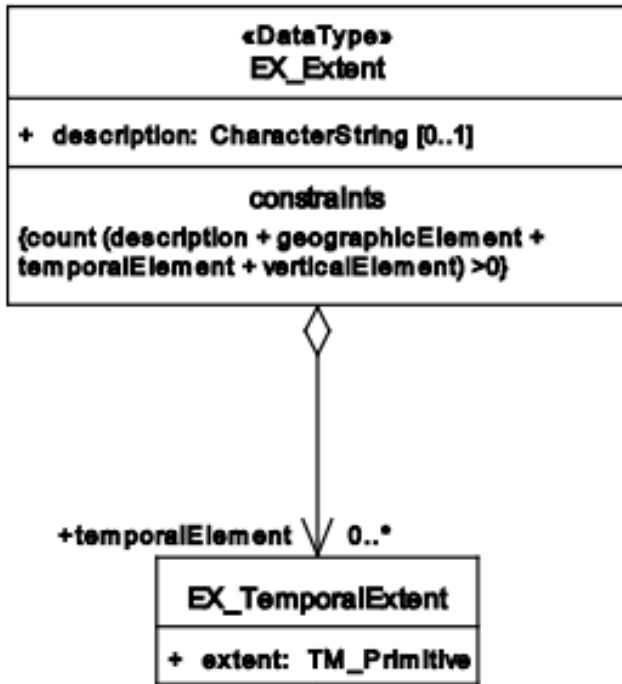 «DataType»
EX_Extent
+ description: CharacterString [0..1]
constraints
{count (description + geographicElement +
temporalElement + verticalElement) >0}
+temporalElement 0..*
EX_TemporalExtent
+ extent: TM_Primitive